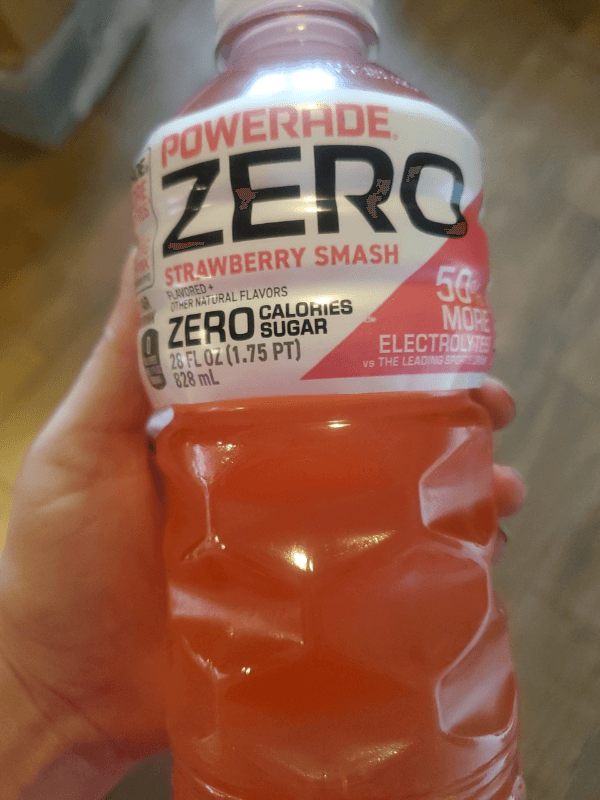 POWERADE
ZERO
STRAWBERRY SMASH
FLAVORED +
OTHER NATURAL FLAVORS
ZERO CALORIES
SUGAR
28 FL OZ (1.75 PT)
828 mL
50%
MORE
ELECTROLYTES
vs THE LEADING SPORTS DRINK